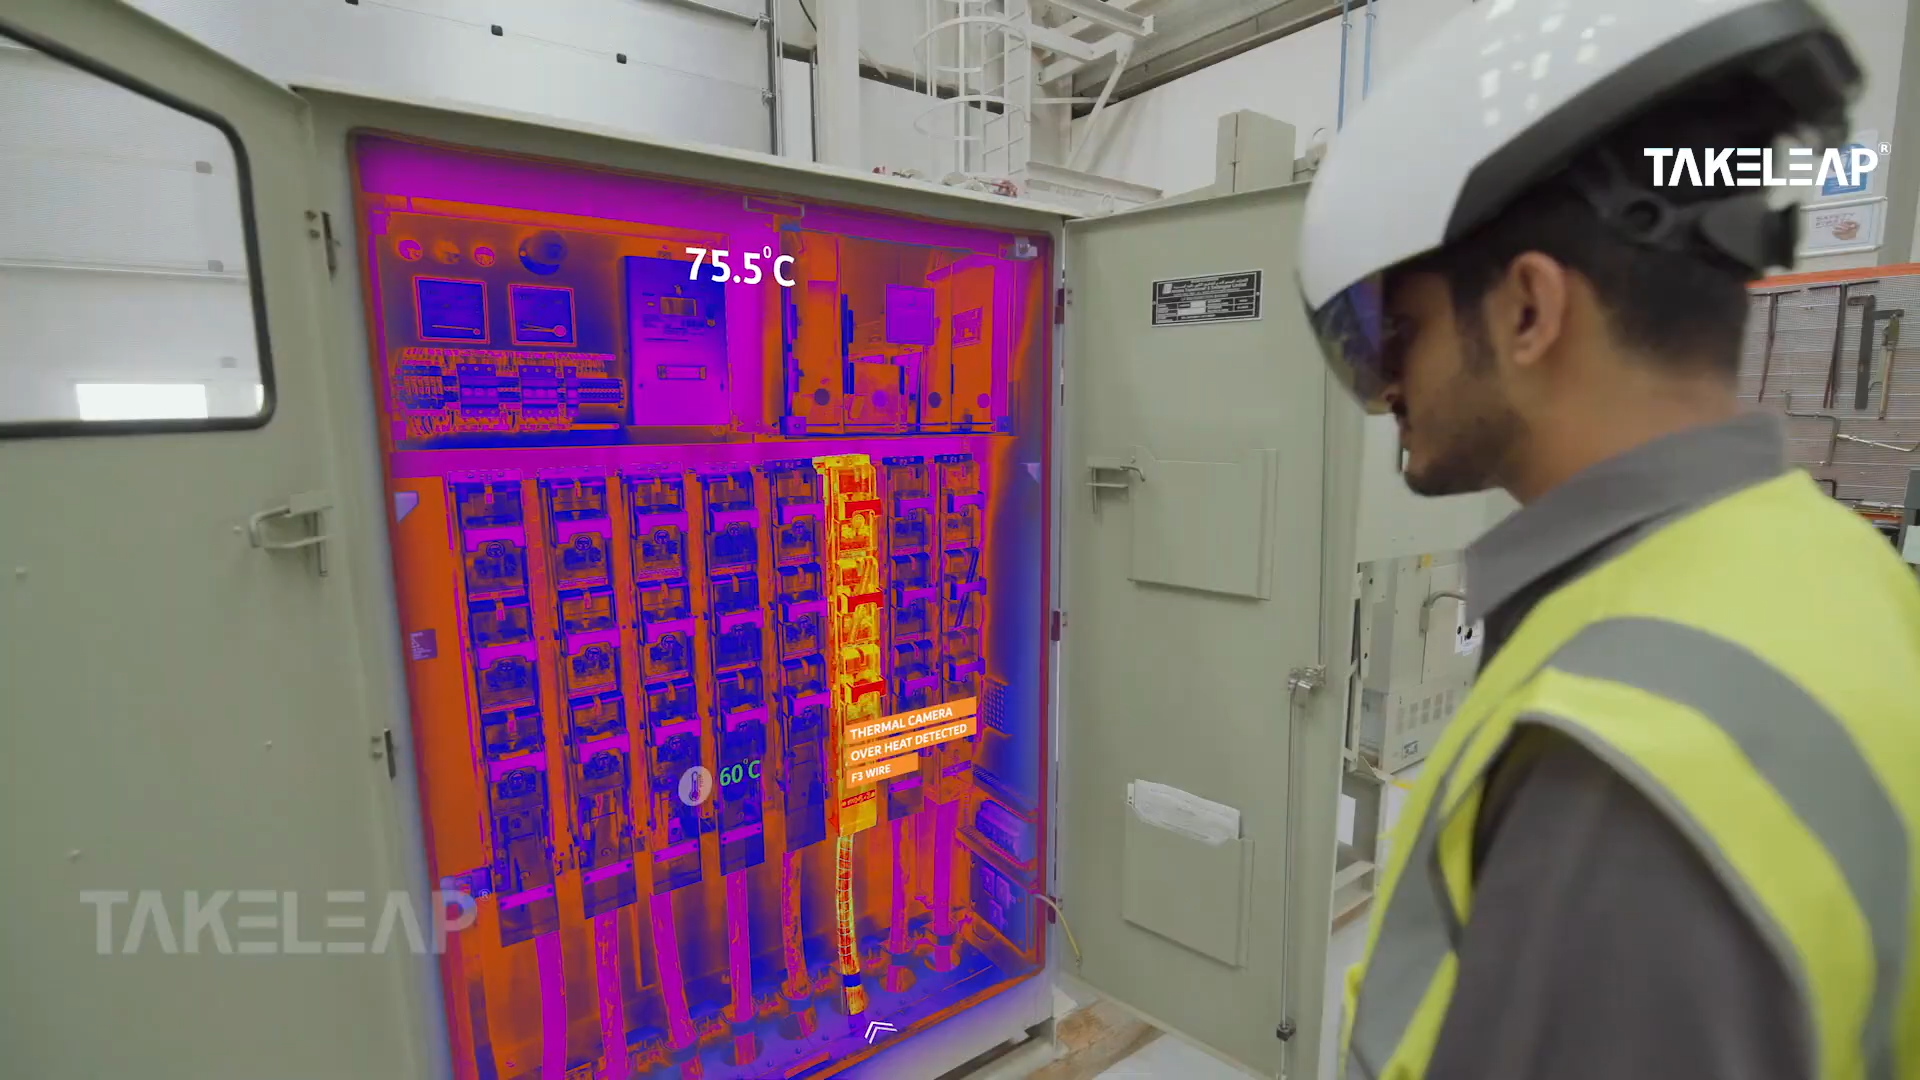 TAKELEAP®
75.5°C
THERMAL CAMERA
OVER HEAT DETECTED
F3 WIRE
60°C
TAKELEAP®